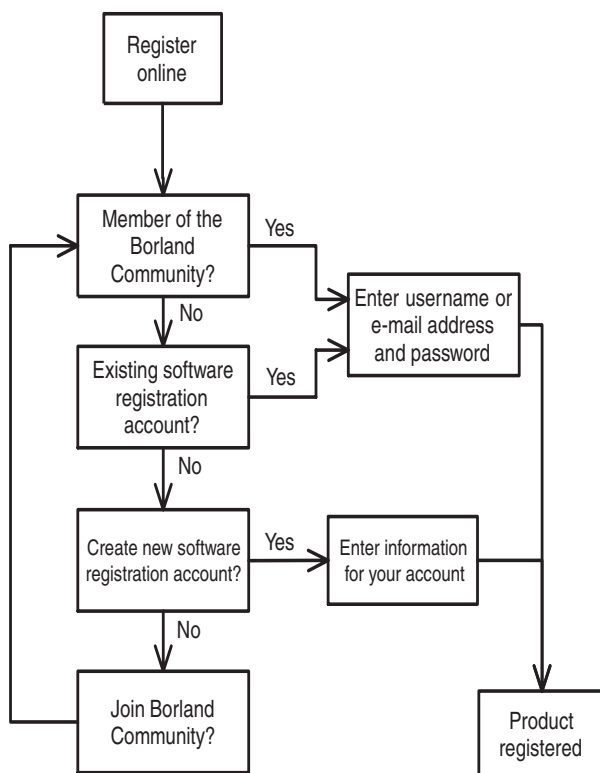 Register
online
Member of the
Borland
Community?
Yes
No
Enter username or
e-mail address
and password
Existing software
registration
account?
Yes
No
Create new software
registration account?
Yes
Enter information
for your account
No
Join Borland
Community?
Product
registered